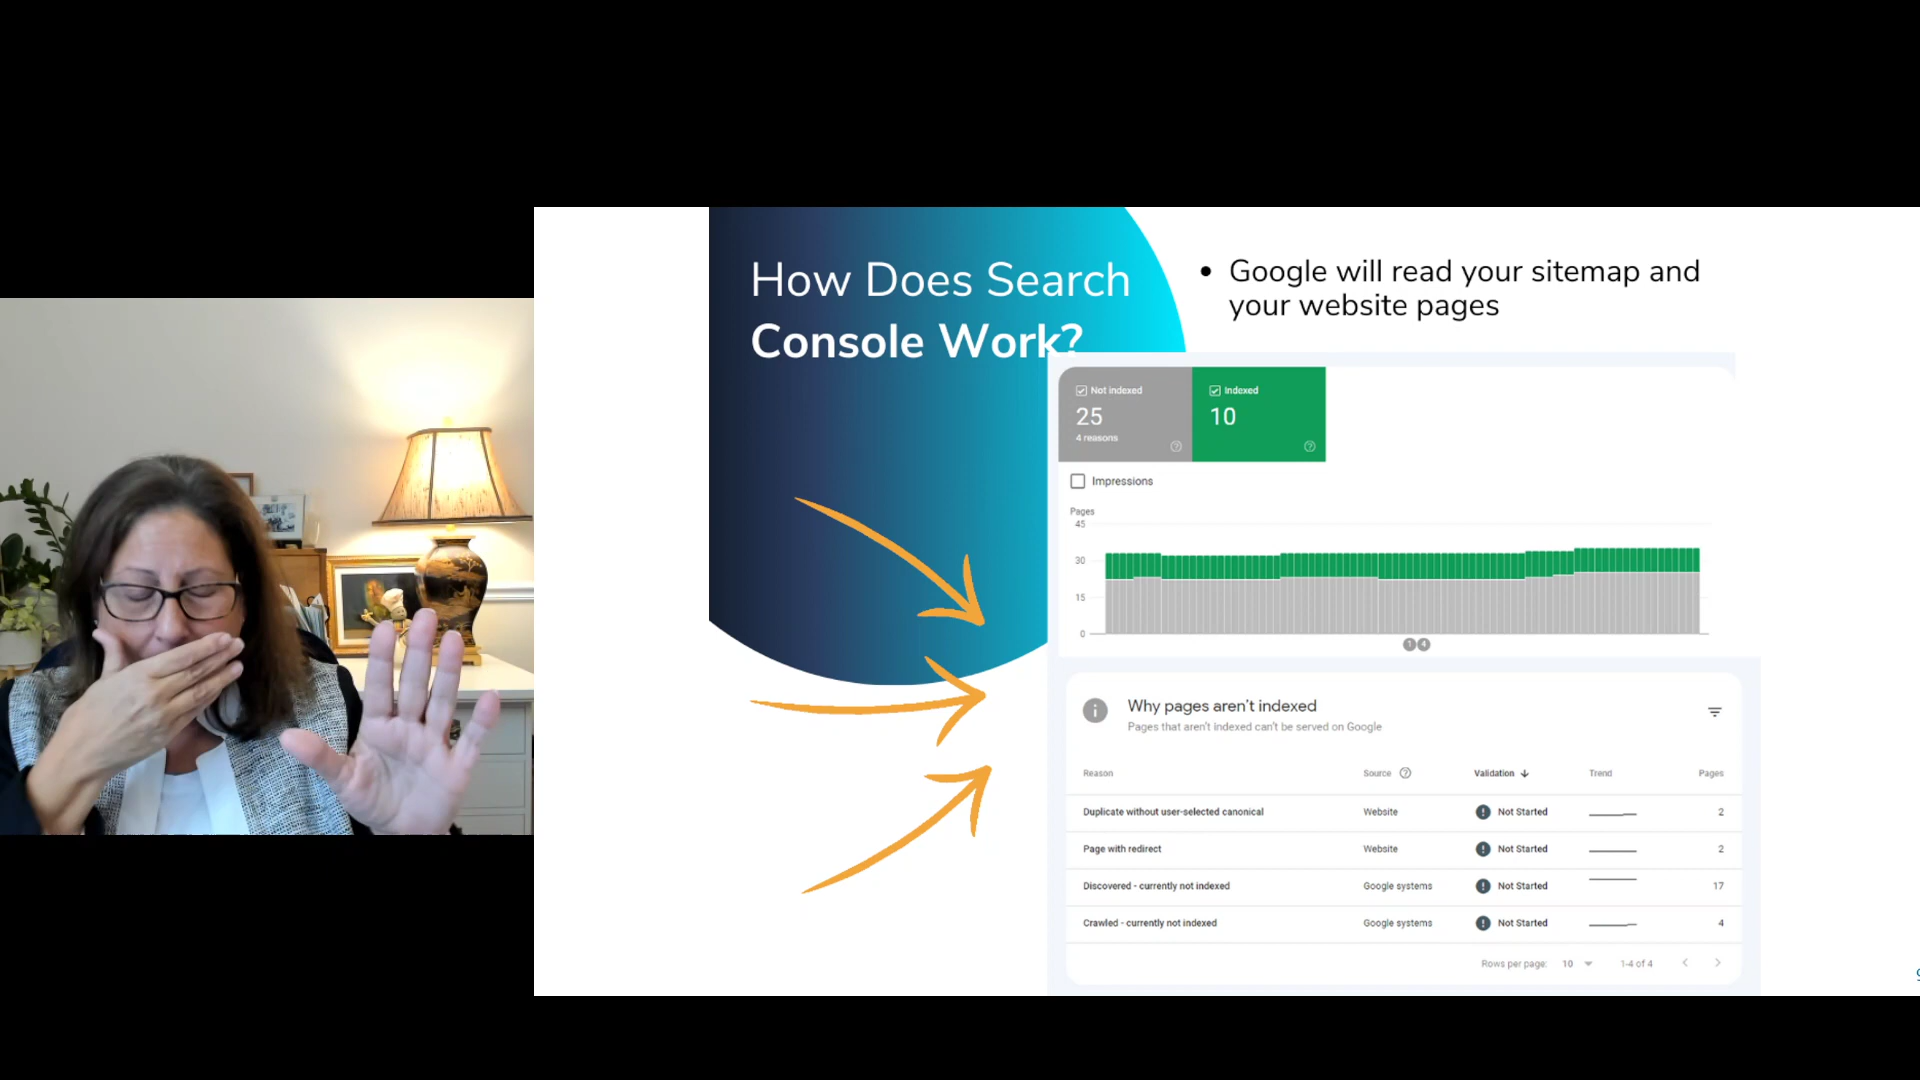 How Does Search
Console Work?
• Google will read your sitemap and
your website pages
Not indexed
25
4 reasons
Indexed
10
Impressions
Pages
45
30
15
0
1 4
Why pages aren't indexed
Pages that aren't indexed can't be served on Google
Reason Source Validation Trend Pages
Duplicate without user-selected canonical Website Not Started 2
Page with redirect Website Not Started 2
Discovered - currently not indexed Google systems Not Started 17
Crawled - currently not indexed Google systems Not Started 4
Rows per page: 10 1-4 of 4